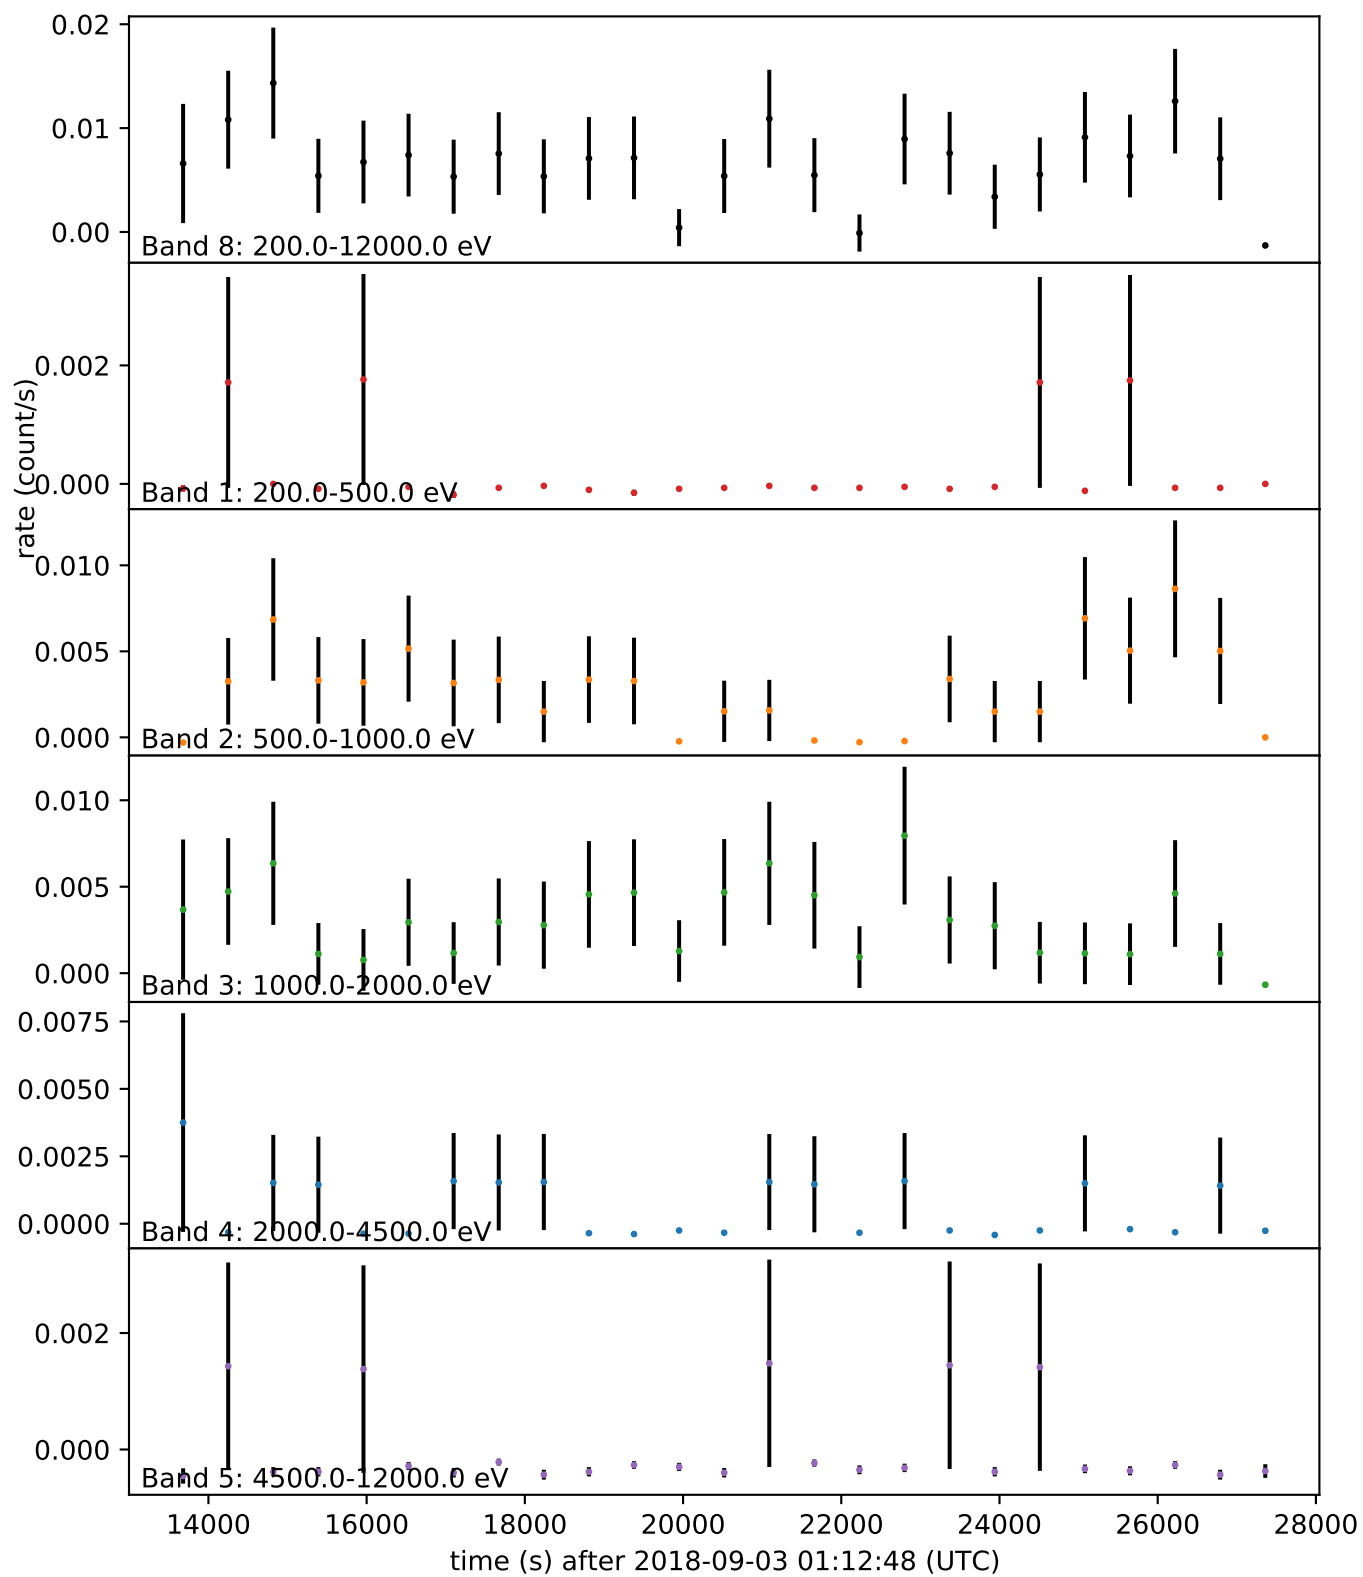 0.02
0.01
0.00
Band 8: 200.0-12000.0 eV
0.002
0.000
Band 1: 200.0-500.0 eV
rate (count/s)
0.010
0.005
0.000
Band 2: 500.0-1000.0 eV
0.010
0.005
0.000
Band 3: 1000.0-2000.0 eV
0.0075
0.0050
0.0025
0.0000
Band 4: 2000.0-4500.0 eV
0.002
0.000
Band 5: 4500.0-12000.0 eV
14000 16000 18000 20000 22000 24000 26000 28000
time (s) after 2018-09-03 01:12:48 (UTC)